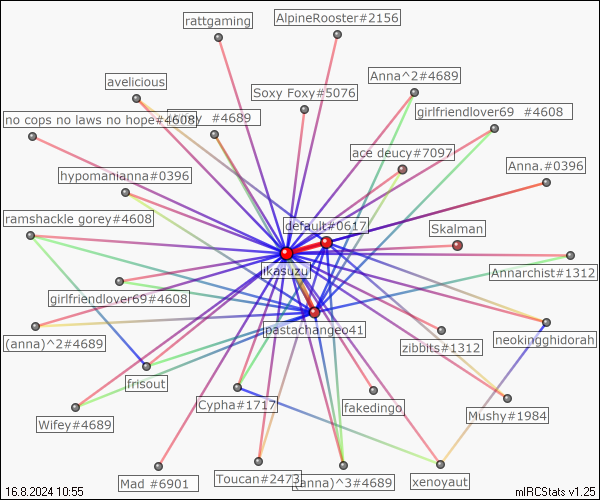 rattgaming
AlpineRooster#2156
avelicious
Anna^2#4689
Soxy Foxy#5076
girlfriendlover69 #4608
no cops no laws no hope#4608
#4689
ace deucy#7097
Anna.#0396
hypomanianna#0396
ramshackle gorey#4608
default#0617
Skalman
ikasuzu
Annarchist#1312
girlfriendlover69#4608
pastachangeo41
(anna)^2#4689
zibbits#1312
neokingghidorah
frisout
Cypha#1717
fakedingo
Mushy#1984
Wifey#4689
Mad #6901
Toucan#2473
(anna)^3#4689
xenoyaut
16.8.2024 10:55
mIRCStats v1.25